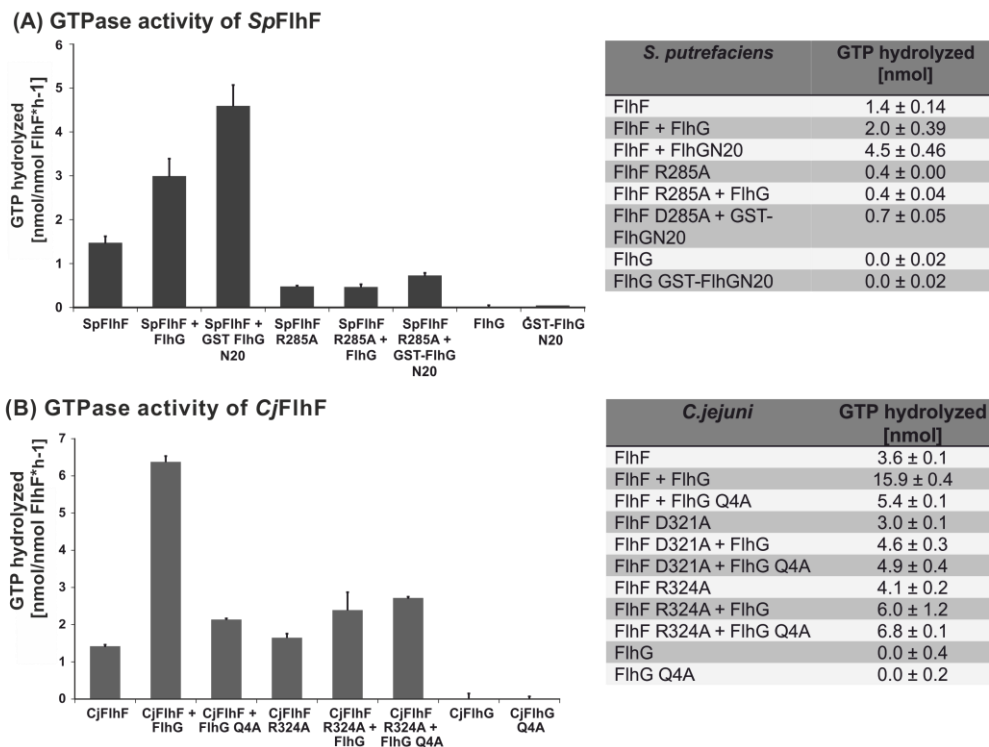 (A) GTPase activity of SpFlhF
GTP hydrolyzed
[nmol/nmol FlhF*h-1]
6
5
4
3
2
1
0
SpFlhF
SpFlhF +
FlhG
SpFlhF +
GST FlhG
N20
SpFlhF
R285A
SpFlhF
R285A +
FlhG
SpFlhF
R285A +
GST-FlhG
N20
FlhG
GST-FlhG
N20
S. putrefaciens GTP hydrolyzed
[nmol]
FlhF 1.4 ± 0.14
FlhF + FlhG 2.0 ± 0.39
FlhF + FlhGN20 4.5 ± 0.46
FlhF R285A 0.4 ± 0.00
FlhF R285A + FlhG 0.4 ± 0.04
FlhF D285A + GST- 0.7 ± 0.05
FlhGN20
FlhG 0.0 ± 0.02
FlhG GST-FlhGN20 0.0 ± 0.02
(B) GTPase activity of CjFlhF
GTP hydrolyzed
[nmol/nmol FlhF*h-1]
7
6
5
4
3
2
1
0
CjFlhF
CjFlhF +
FlhG
CjFlhF +
FlhG Q4A
CjFlhF
R324A
CjFlhF
R324A + FlhG
CjFlhF
R324A +
FlhG Q4A
CjFlhG
CjFlhG
Q4A
C.jejuni GTP hydrolyzed
[nmol]
FlhF 3.6 ± 0.1
FlhF + FlhG 15.9 ± 0.4
FlhF + FlhG Q4A 5.4 ± 0.1
FlhF D321A 3.0 ± 0.1
FlhF D321A + FlhG 4.6 ± 0.3
FlhF D321A + FlhG Q4A 4.9 ± 0.4
FlhF R324A 4.1 ± 0.2
FlhF R324A + FlhG 6.0 ± 1.2
FlhF R324A + FlhG Q4A 6.8 ± 0.1
FlhG 0.0 ± 0.4
FlhG Q4A 0.0 ± 0.2